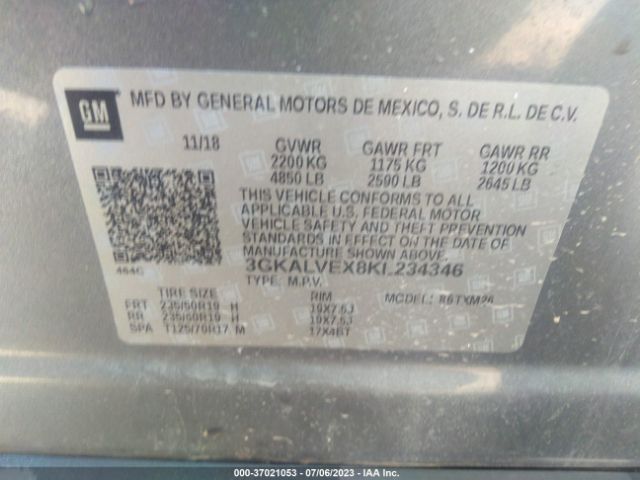 GM
MFD BY GENERAL MOTORS DE MEXICO, S. DE R.L. DE C.V.
11/18 GVWR GAWR FRT GAWR RR
2200 KG 1175 KG 1200 KG
4850 LB 2590 LB 2645 LB
THIS VEHICLE CONFORMS TO ALL
APPLICABLE U.S. FEDERAL MOTOR
VEHICLE SAFETY AND THEFT PREVENTION
STANDARDS IN EFFECT ON THE DATE OF
MANUFACTURE SHOWN ABOVE.
3GKALVEX8KL234346
TYPE: M.P.V.
464C
TIRE SIZE RIM MODEL: R6TXM26
FRT 235/50R19 H 19X7.5J
RR 235/50R19 H 19X7.5J
SPA T125/70R17 M 17X4BT
000-37021053 - 07/06/2023 - IAA Inc.